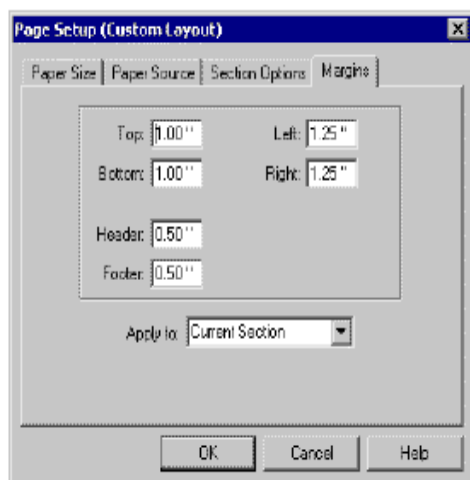 Page Setup (Custom Layout)
Paper Size Paper Source Section Options Margins
Top: 1.00" Left: 1.25"
Bottom: 1.00" Right: 1.25"
Header: 0.50"
Footer: 0.50"
Apply to: Current Section
OK Cancel Help